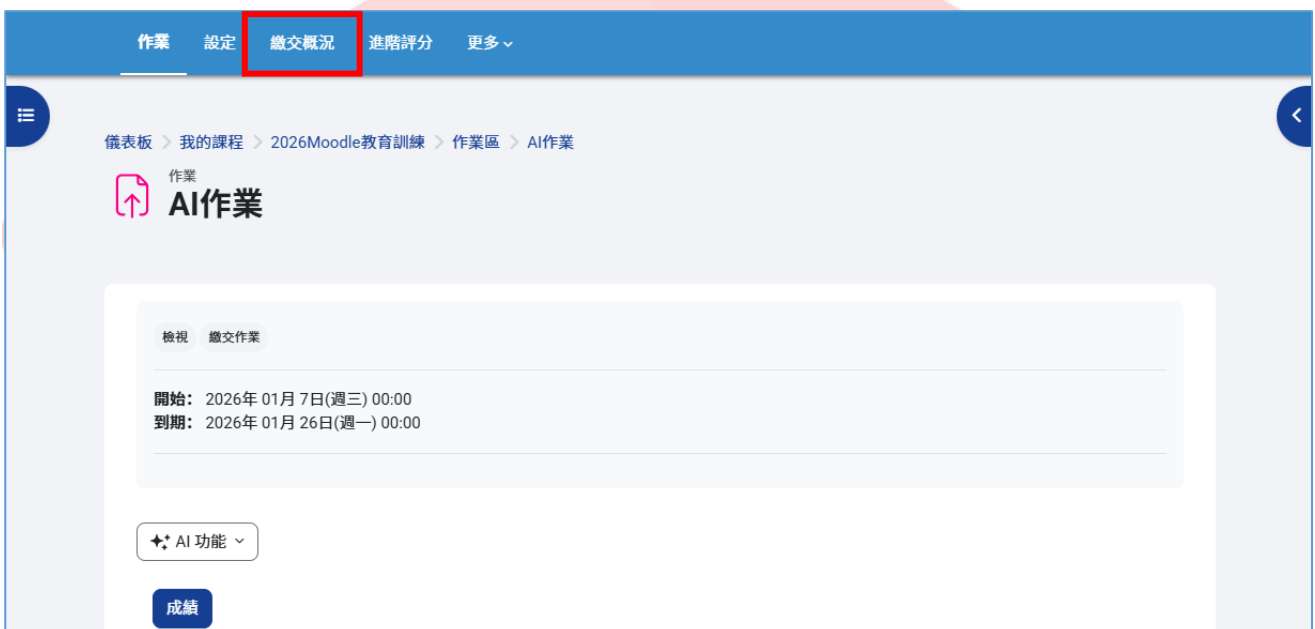 作業 設定 繳交概況 進階評分 更多
儀表板 > 我的課程 > 2026Moodle教育訓練 > 作業區 > AI作業
作業
AI作業
檢視 繳交作業
開始： 2026年 01月 7日(週三) 00:00
到期： 2026年 01月 26日(週一) 00:00
AI 功能
成績